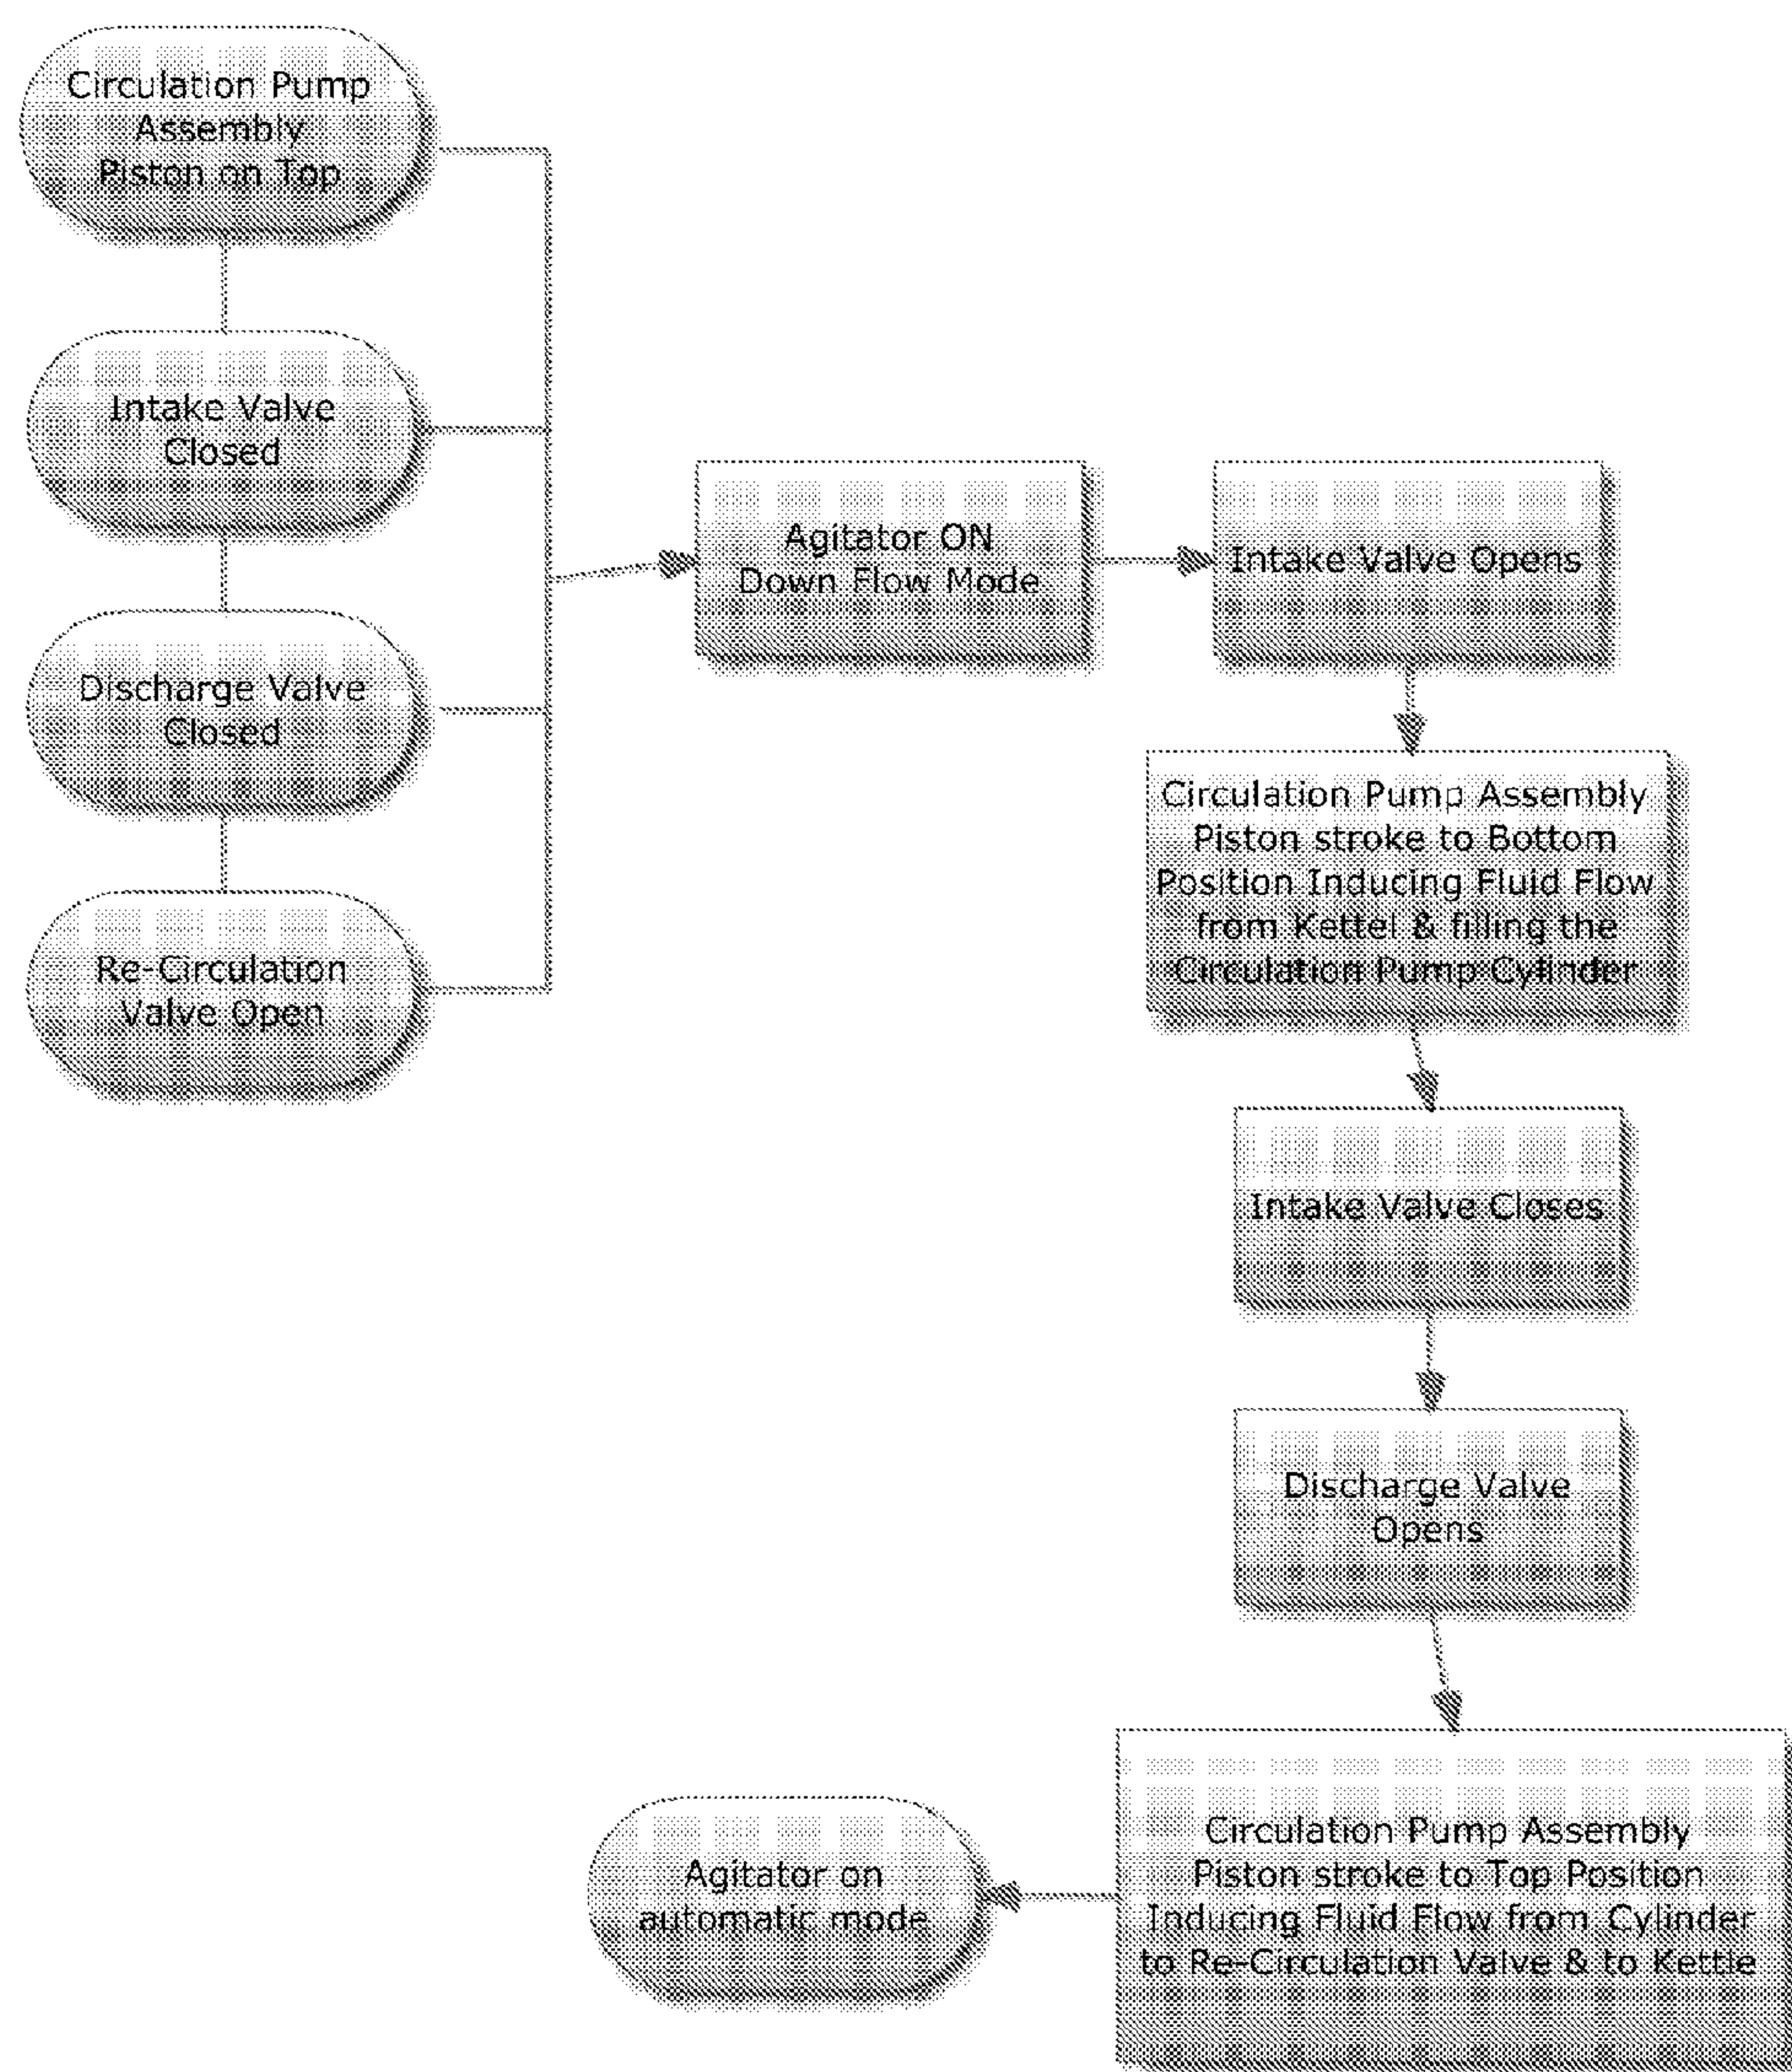 Circulation Pump
Assembly
Piston on Top
Intake Valve
Closed
Discharge Valve
Closed
Re-Circulation
Valve Open
Agitator ON
Down Flow Mode
Intake Valve Opens
Circulation Pump Assembly
Piston stroke to Bottom
Position Inducing Fluid Flow
from Kettel & filling the
Circulation Pump Cylinder
Intake Valve Closes
Discharge Valve
Opens
Circulation Pump Assembly
Piston stroke to Top Position
Inducing Fluid Flow from Cylinder
to Re-Circulation Valve & to Kettle
Agitator on
automatic mode